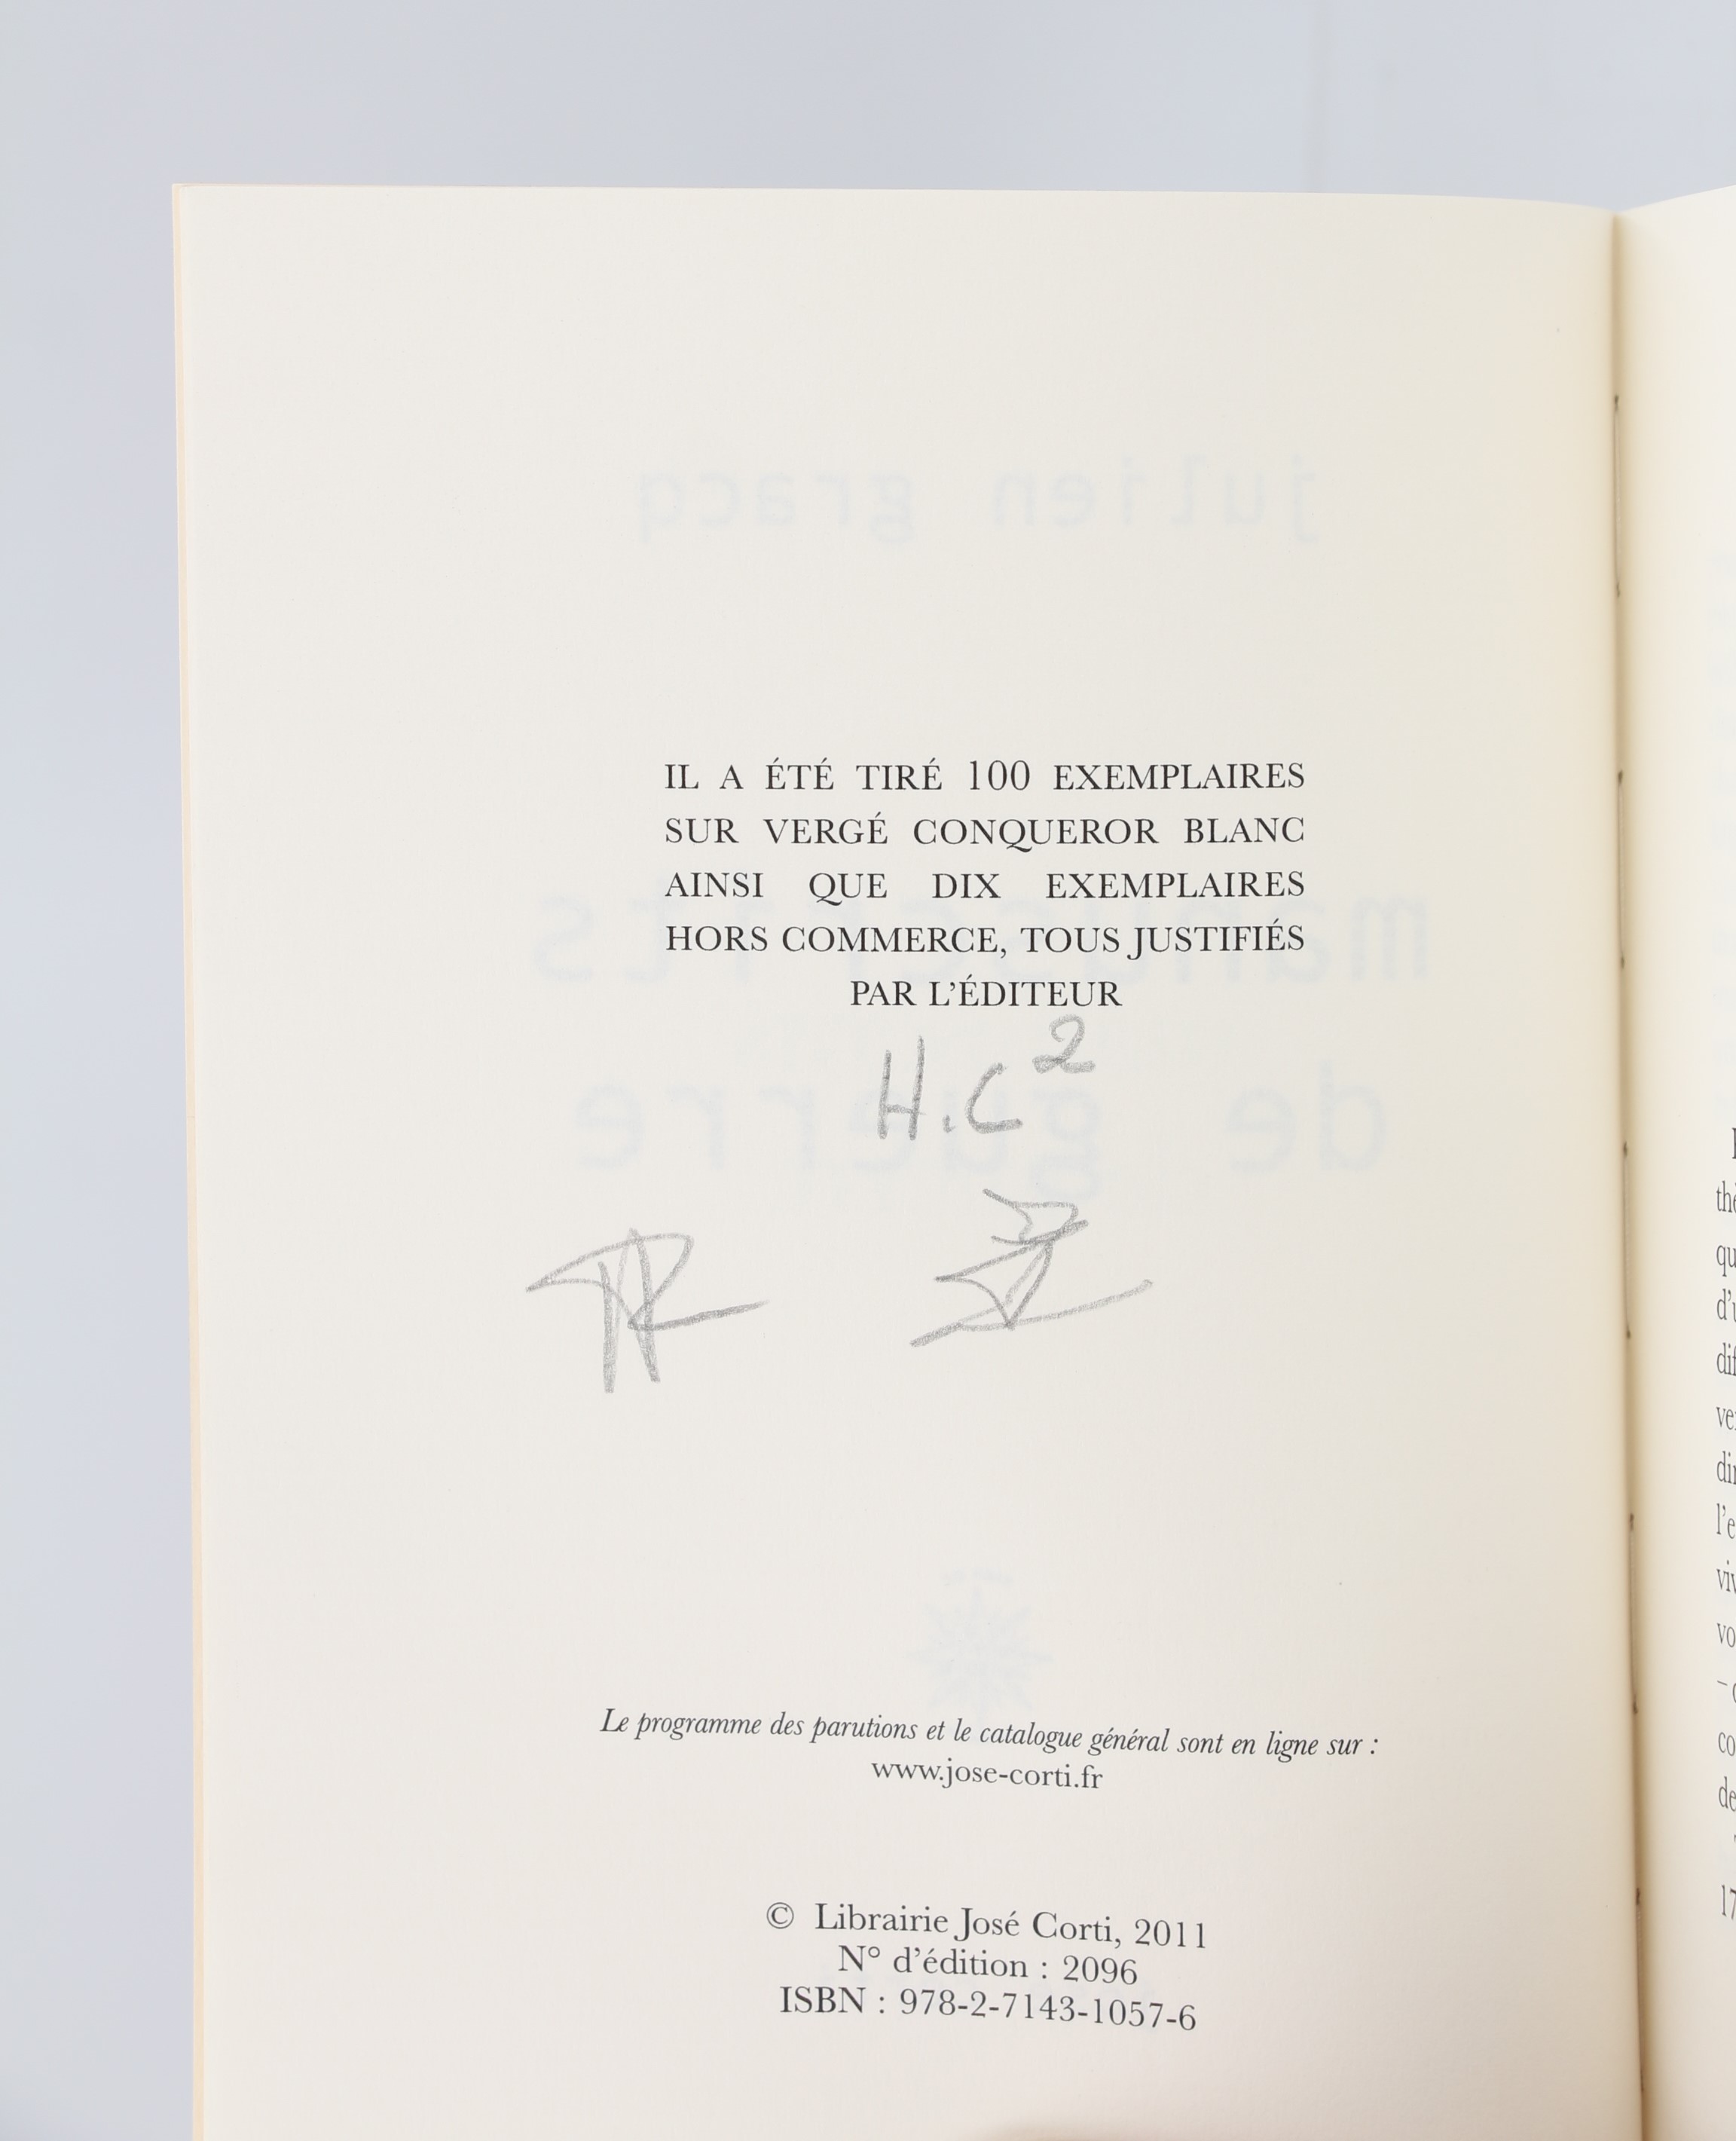 IL A ÉTÉ TIRÉ 100 EXEMPLAIRES
SUR VERGÉ CONQUEROR BLANC
AINSI QUE DIX EXEMPLAIRES
HORS COMMERCE, TOUS JUSTIFIÉS
PAR L'ÉDITEUR
H.C 2
Le programme des parutions et le catalogue général sont en ligne sur :
www.jose-corti.fr
© Librairie José Corti, 2011
N° d'édition : 2096
ISBN : 978-2-7143-1057-6